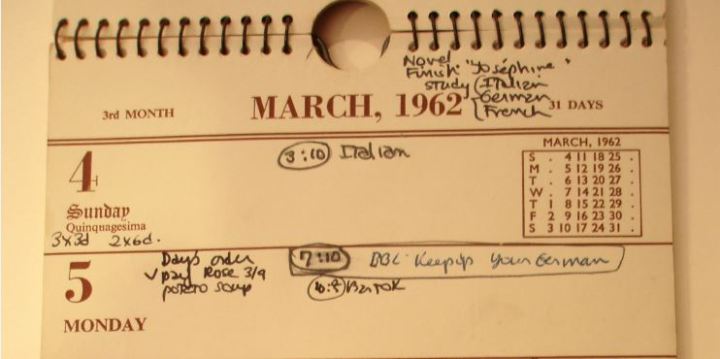 Novel
Finish "Joséphine"
study Italian
German
French
3rd MONTH
MARCH, 1962
31 DAYS
4
Sunday
Quinquagesima
3x3d 2x6d.
3:10 Italian
MARCH, 1962
S . 4 11 18 25 .
M . 5 12 19 26 .
T . 6 13 20 27 .
W . 7 14 21 28 .
T 1 8 15 22 29 .
F 2 9 16 23 30 .
S 3 10 17 24 31 .
5
MONDAY
Days order
✓pay Rose 3/9
potato soup
7:10 BBC Keep up your German
Bartok